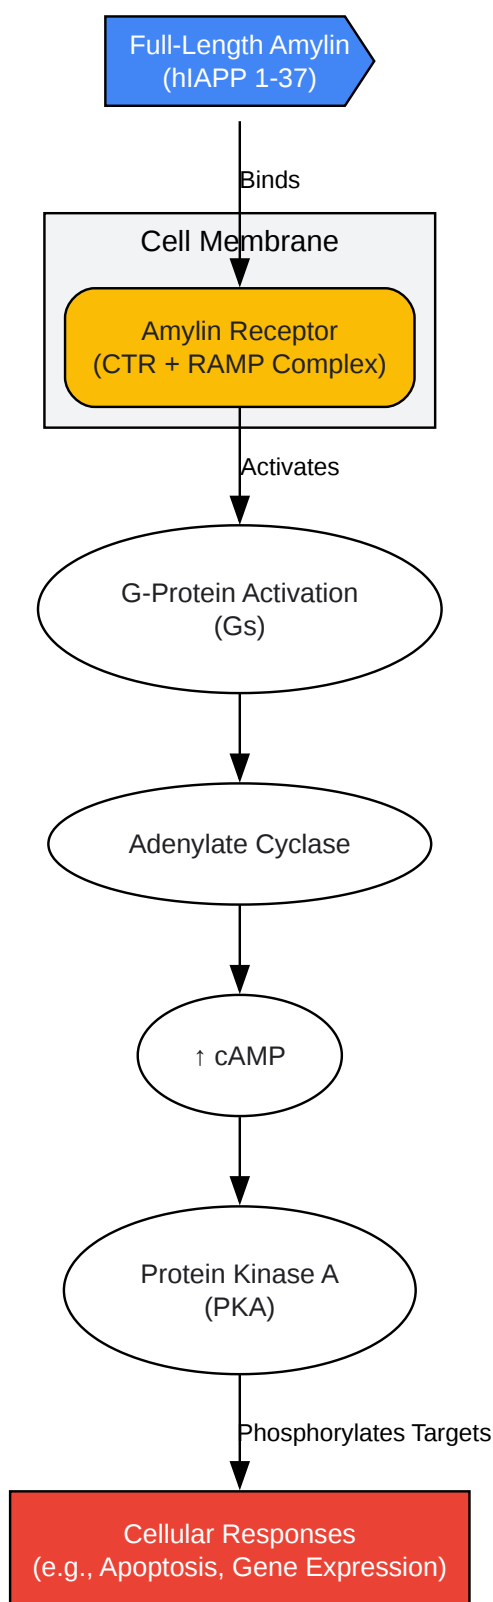 Full-Length Amylin
(hIAPP 1-37)
Binds
Cell Membrane
Amylin Receptor
(CTR + RAMP Complex)
Activates
G-Protein Activation
(Gs)
Adenylate Cyclase
↑ cAMP
Protein Kinase A
(PKA)
Phosphorylates Targets
Cellular Responses
(e.g., Apoptosis, Gene Expression)